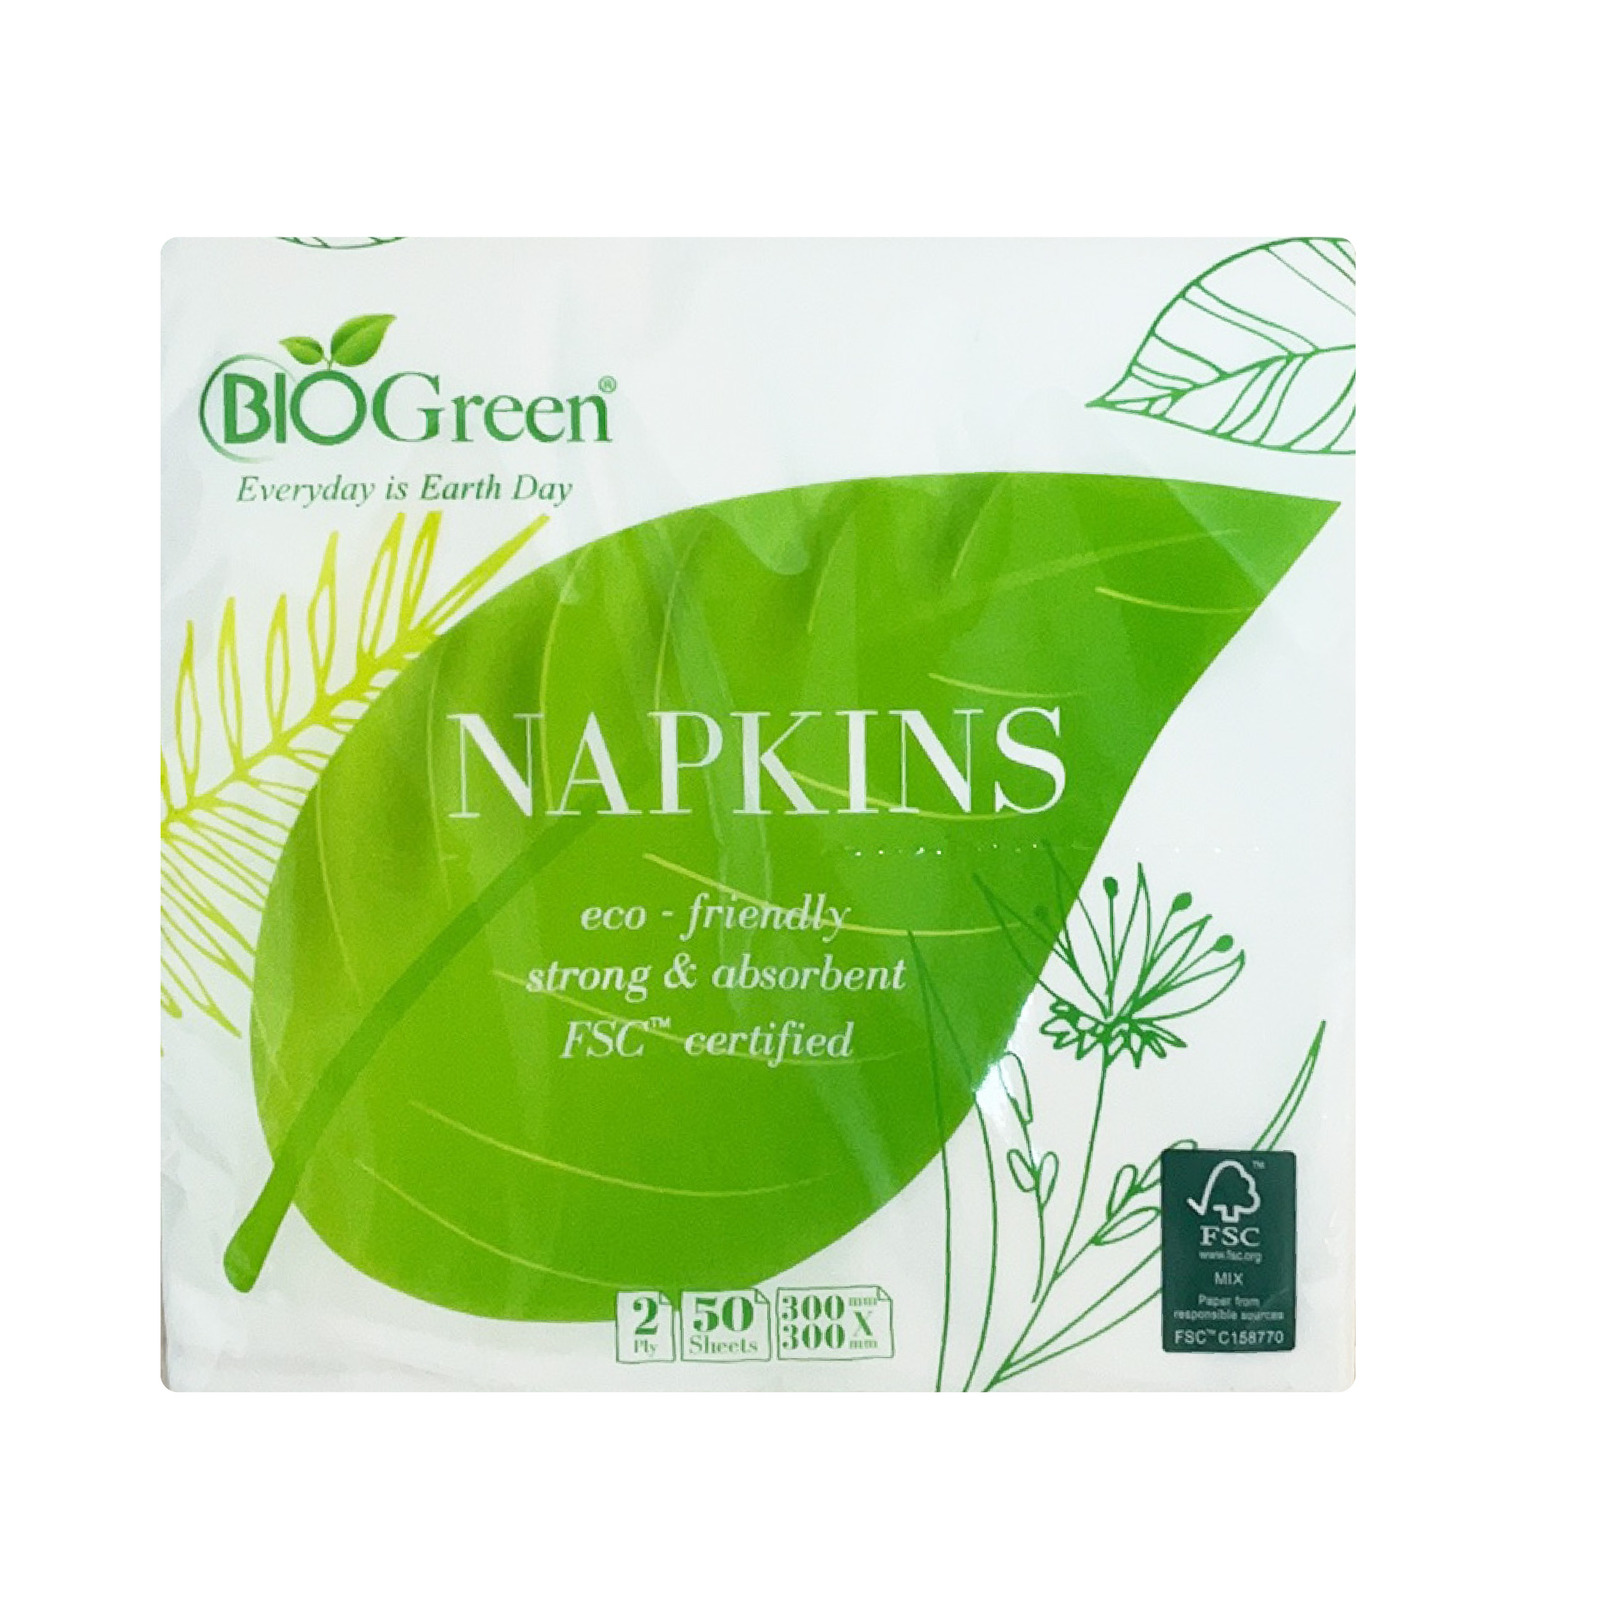 BIOGreen®
Everyday is Earth Day
NAPKINS
eco - friendly
strong & absorbent
FSC™ certified
2
Ply
50
Sheets
300 mm
X
300 mm
™
FSC
www.fsc.org
MIX
Paper from
responsible sources
FSC™ C158770